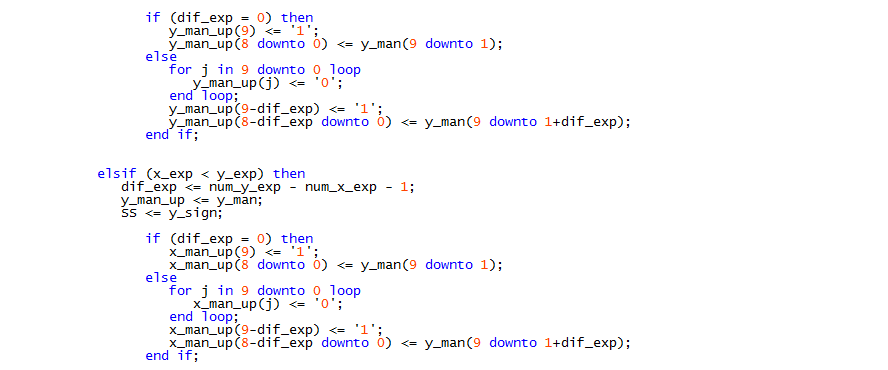 if (dif_exp = 0) then
y_man_up(9) <= '1';
y_man_up(8 downto 0) <= y_man(9 downto 1);
else
for j in 9 downto 0 loop
y_man_up(j) <= '0';
end loop;
y_man_up(9-dif_exp) <= '1';
y_man_up(8-dif_exp downto 0) <= y_man(9 downto 1+dif_exp);
end if;
elsif (x_exp < y_exp) then
dif_exp <= num_y_exp - num_x_exp - 1;
y_man_up <= y_man;
SS <= y_sign;
if (dif_exp = 0) then
x_man_up(9) <= '1';
x_man_up(8 downto 0) <= y_man(9 downto 1);
else
for j in 9 downto 0 loop
x_man_up(j) <= '0';
end loop;
x_man_up(9-dif_exp) <= '1';
x_man_up(8-dif_exp downto 0) <= y_man(9 downto 1+dif_exp);
end if;